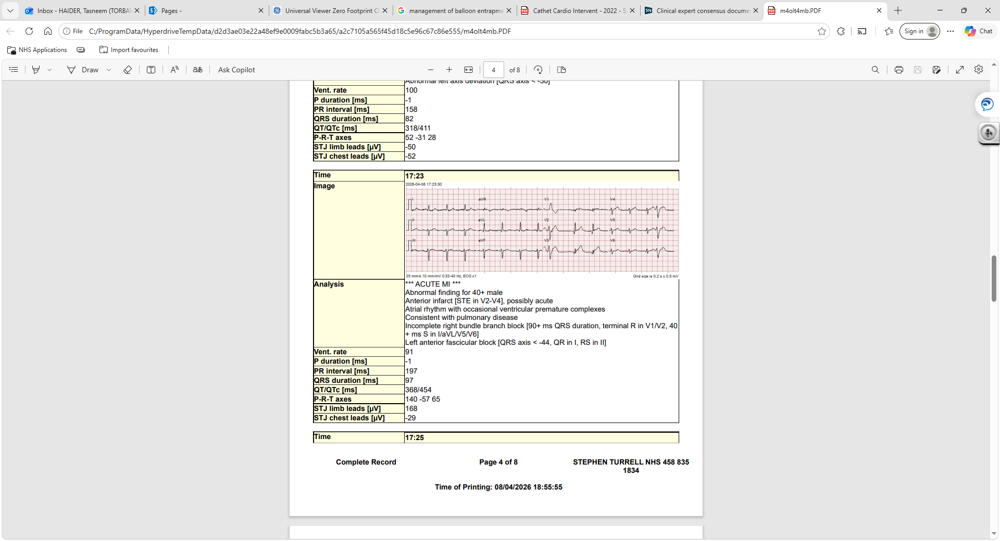 Inbox - HAIDER, Tasneem (TORBAY
Pages -
Universal Viewer Zero Footprint Cl
management of balloon entrapme
Cathet Cardio Intervent - 2022 - S
Clinical expert consensus docume
m4olt4mb.PDF
File C:/ProgramData/HyperdriveTempData/d2d3ae03e22a48ef9e0009fabc5b3a65/a2c7105a565f45d18c5e96c67c86e555/m4olt4mb.PDF
Sign in
Chat
NHS Applications
Import favourites
Draw
Ask Copilot
4 of 8
Abnormal left axis deviation [QRS axis < -30]
Vent. rate 100
P duration [ms] -1
PR interval [ms] 158
QRS duration [ms] 82
QT/QTc [ms] 318/411
P-R-T axes 52 -31 28
STJ limb leads [µV] -50
STJ chest leads [µV] -52
Time 17:23
Image
2026-04-08 17:23:30
I aVR V1 V4
II aVL V2 V5
III aVF V3 V6
25 mm/s 10 mm/mV 0.52-40 Hz, ECG x1
Grid size is 0.2 s x 0.5 mV
Analysis
*** ACUTE MI ***
Abnormal finding for 40+ male
Anterior infarct [STE in V2-V4], possibly acute
Atrial rhythm with occasional ventricular premature complexes
Consistent with pulmonary disease
Incomplete right bundle branch block [90+ ms QRS duration, terminal R in V1/V2, 40
+ ms S in I/aVL/V5/V6]
Left anterior fascicular block [QRS axis < -44, QR in I, RS in II]
Vent. rate 91
P duration [ms] -1
PR interval [ms] 197
QRS duration [ms] 97
QT/QTc [ms] 368/454
P-R-T axes 140 -57 65
STJ limb leads [µV] 168
STJ chest leads [µV] -29
Time 17:25
Complete Record
Page 4 of 8
STEPHEN TURRELL NHS 458 835
1834
Time of Printing: 08/04/2026 18:55:55